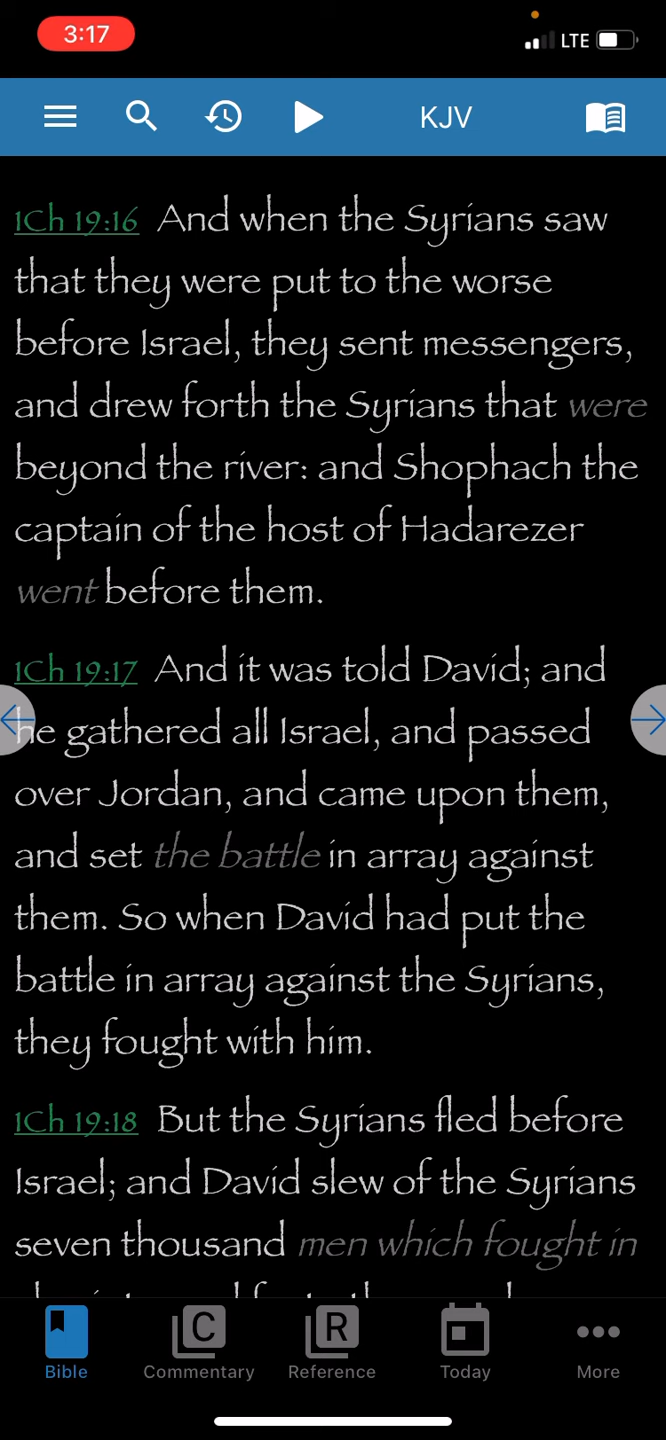 3:17
LTE
KJV
1Ch 19:16 And when the Syrians saw
that they were put to the worse
before Israel, they sent messengers,
and drew forth the Syrians that were
beyond the river: and Shophach the
captain of the host of Hadarezer
went before them.
1Ch 19:17 And it was told David; and
he gathered all Israel, and passed
over Jordan, and came upon them,
and set the battle in array against
them. So when David had put the
battle in array against the Syrians,
they fought with him.
1Ch 19:18 But the Syrians fled before
Israel; and David slew of the Syrians
seven thousand men which fought in
C
R
Bible
Commentary
Reference
Today
More